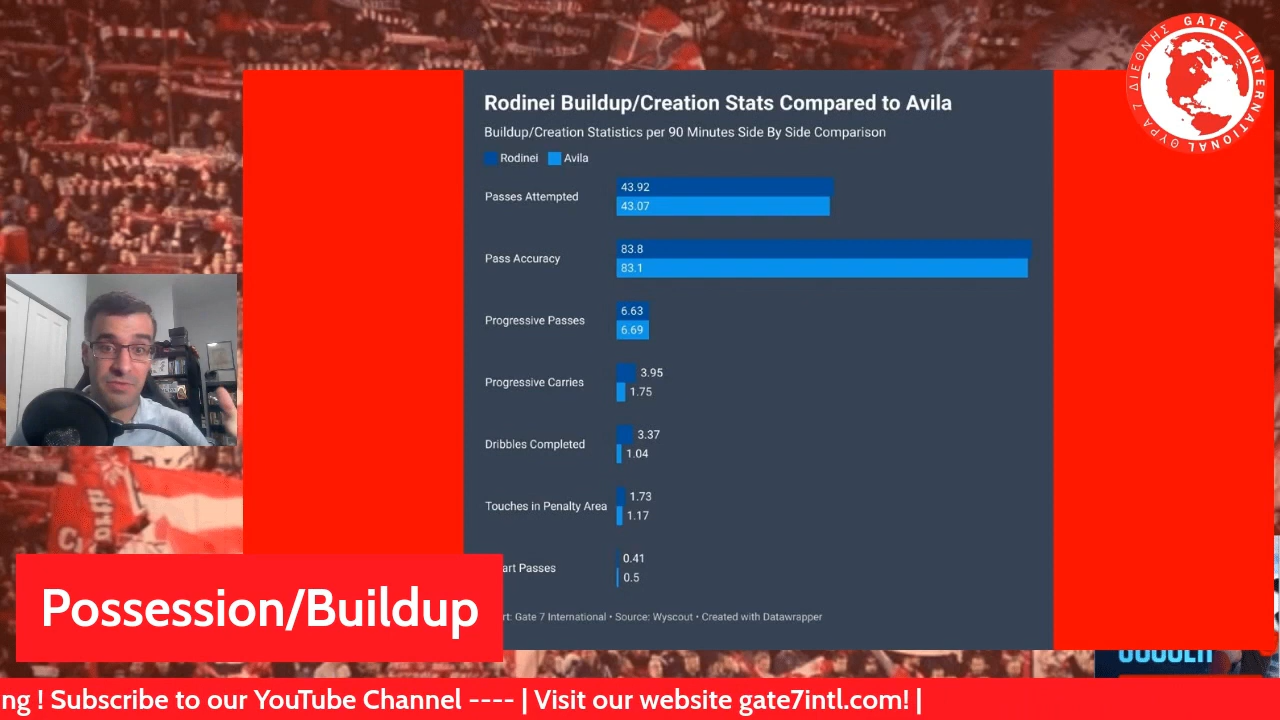 GATE 7 INTERNATIONAL
ΘΥΡΑ 7 ΔΙΕΘΝΗΣ
Rodinei Buildup/Creation Stats Compared to Avila
Buildup/Creation Statistics per 90 Minutes Side By Side Comparison
Rodinei Avila
Passes Attempted
43.92
43.07
Pass Accuracy
83.8
83.1
Progressive Passes
6.63
6.69
Progressive Carries
3.95
1.75
Dribbles Completed
3.37
1.04
Touches in Penalty Area
1.73
1.17
art Passes
0.41
0.5
rt: Gate 7 International • Source: Wyscout • Created with Datawrapper
Possession/Buildup
ng ! Subscribe to our YouTube Channel ---- | Visit our website gate7intl.com! |